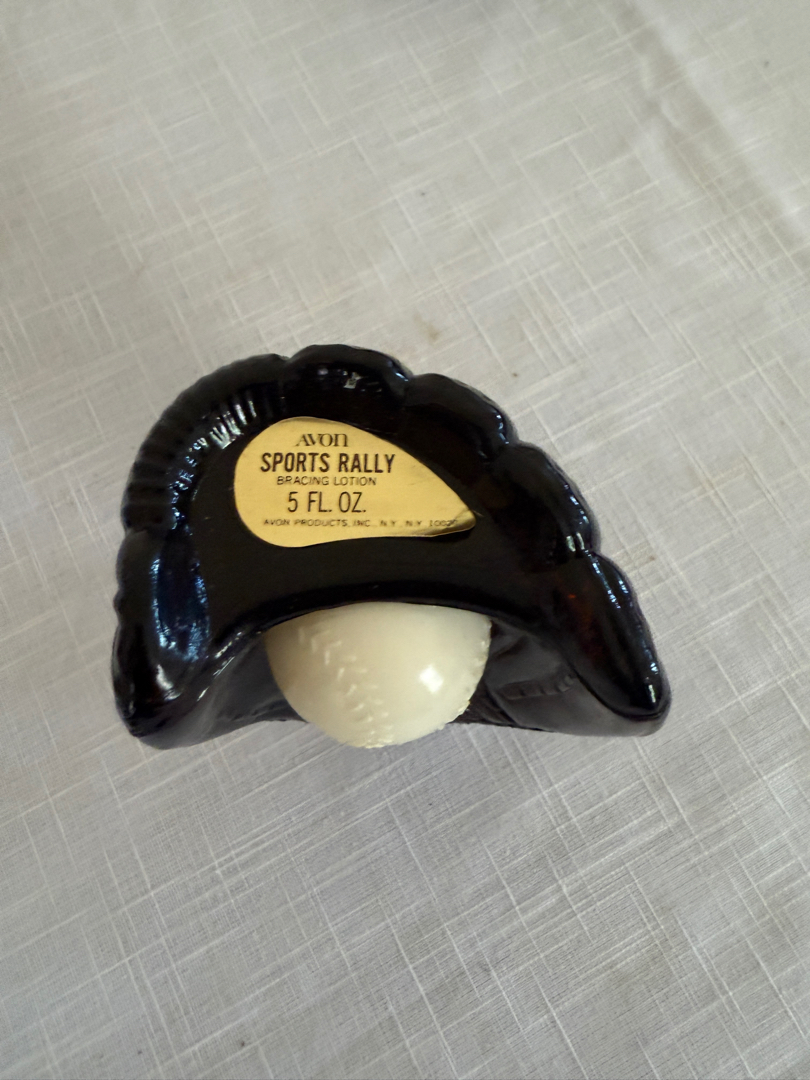 AVON
SPORTS RALLY
BRACING LOTION
5 FL. OZ.
AVON PRODUCTS, INC., N.Y., N.Y.